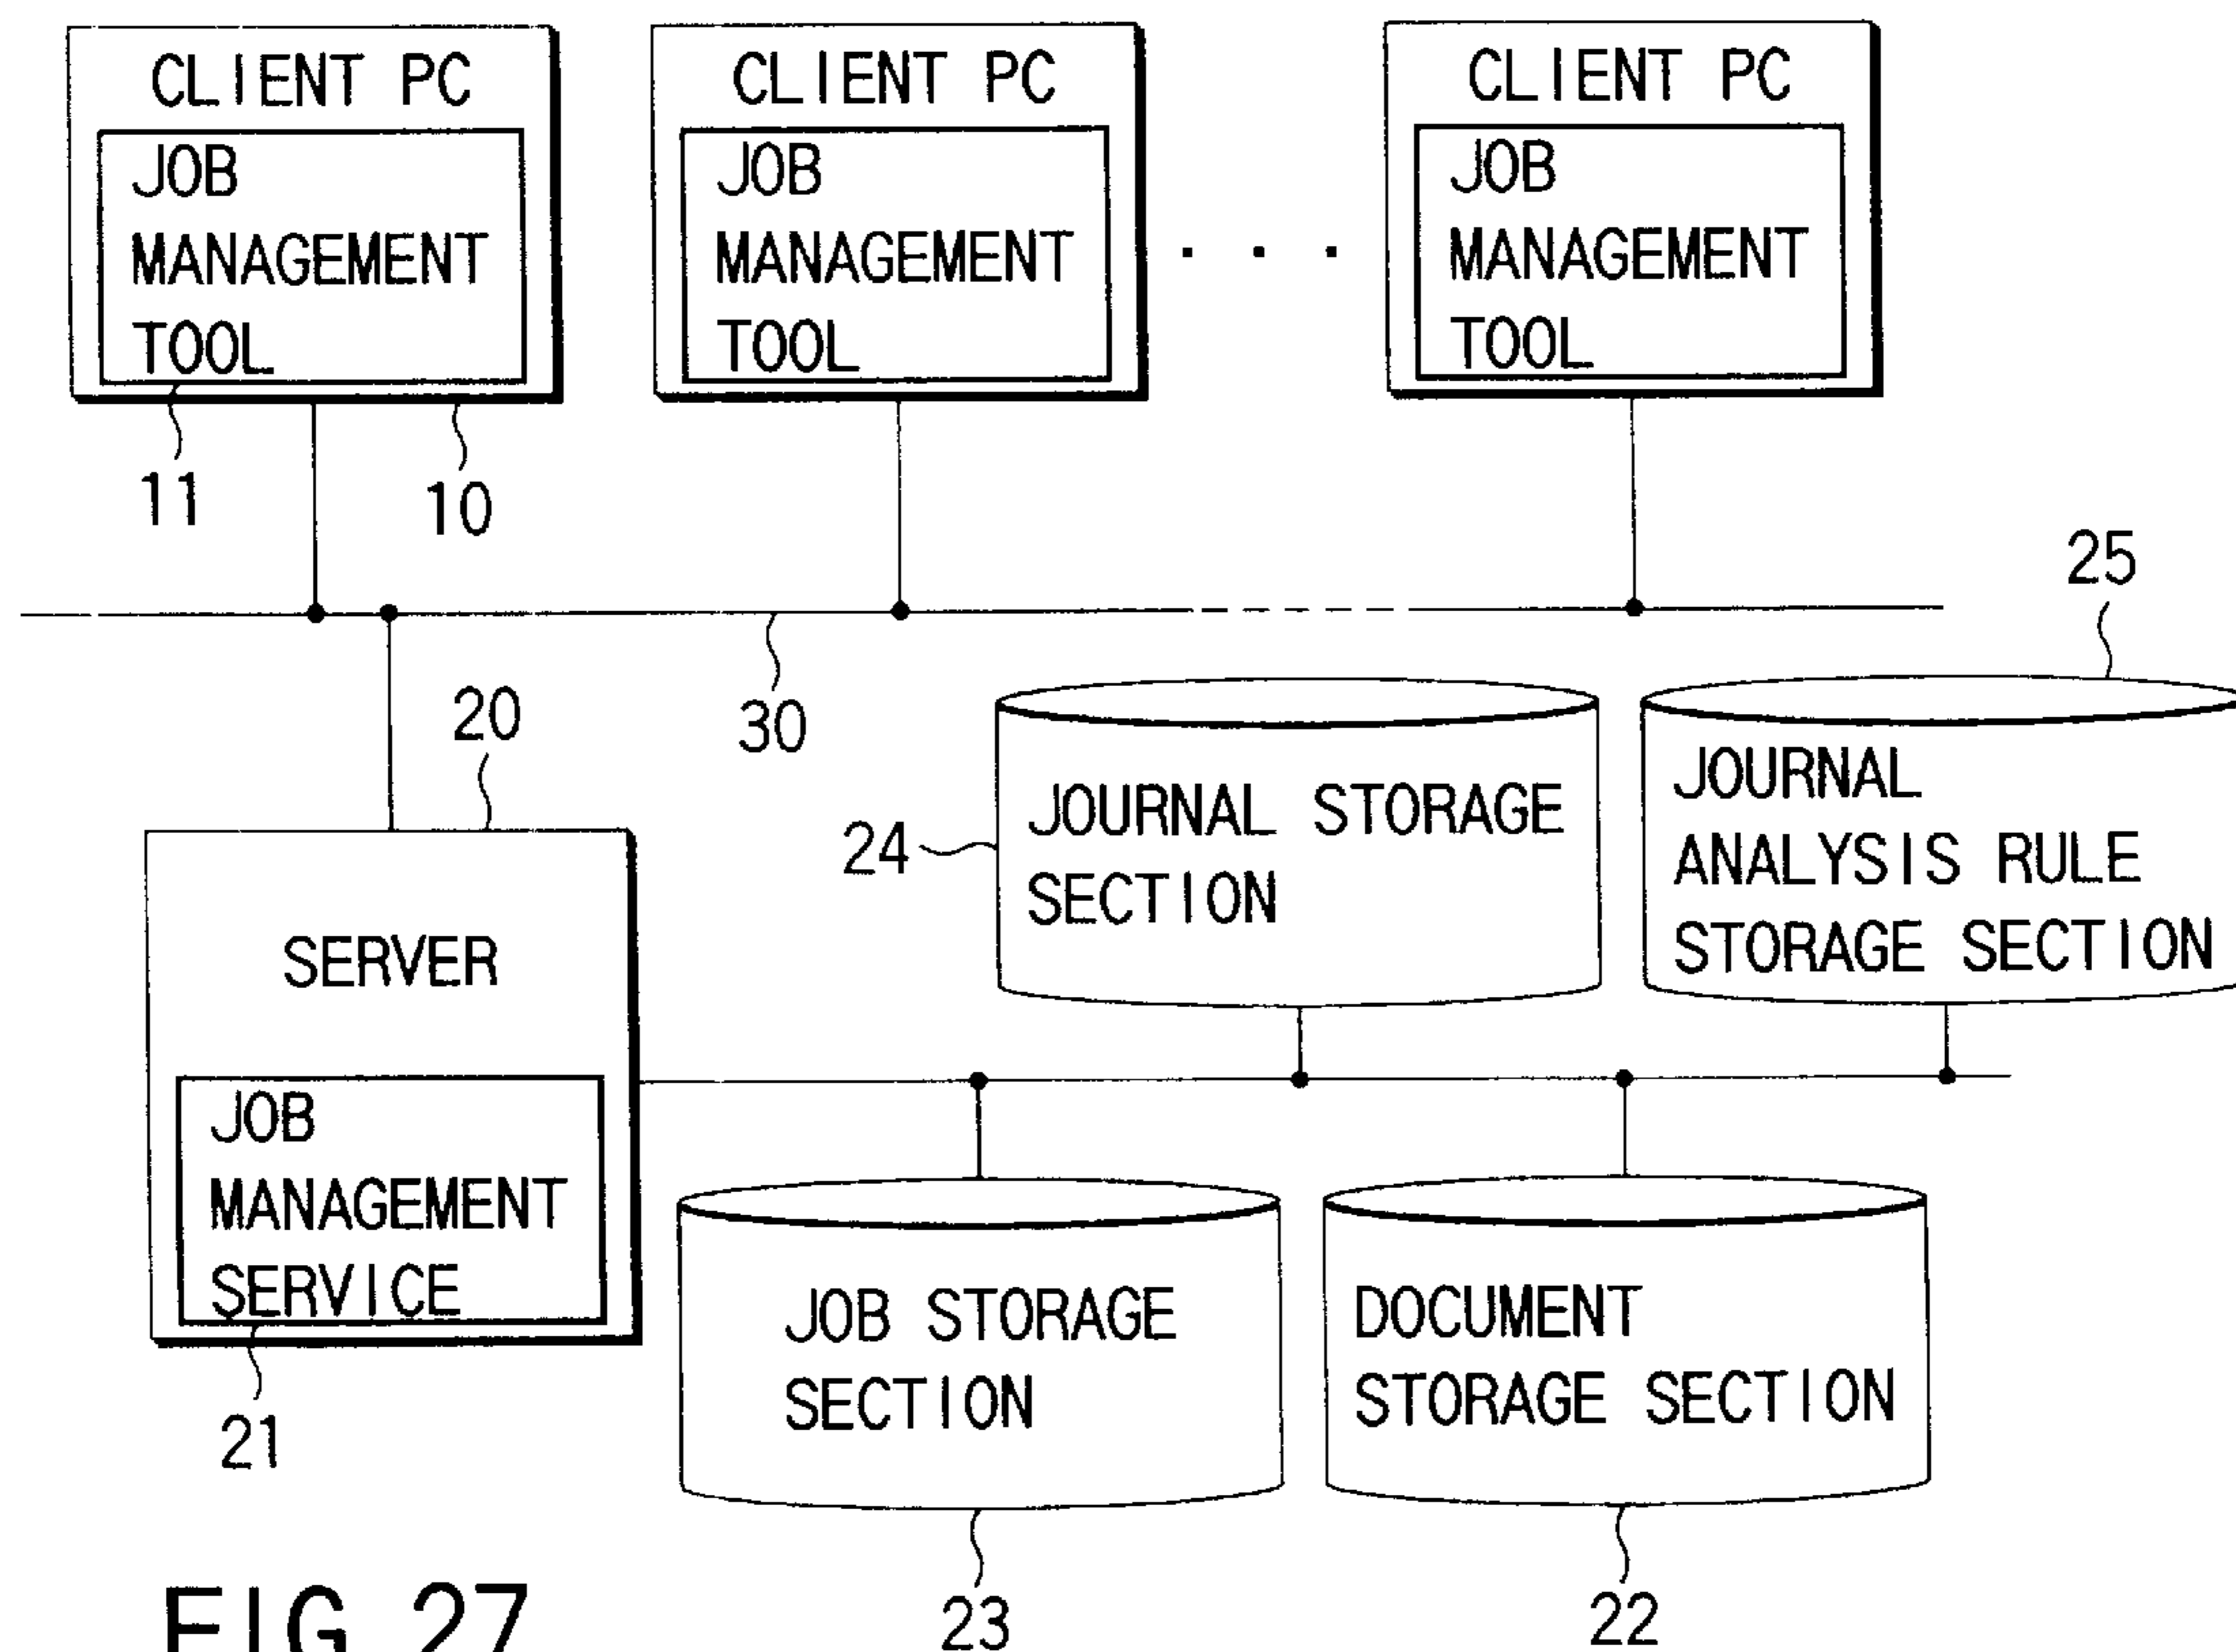 CLIENT PC
JOB
MANAGEMENT
TOOL
11
10
CLIENT PC
JOB
MANAGEMENT
TOOL
. . .
CLIENT PC
JOB
MANAGEMENT
TOOL
30
20
SERVER
JOB
MANAGEMENT
SERVICE
21
24
JOURNAL STORAGE
SECTION
25
JOURNAL
ANALYSIS RULE
STORAGE SECTION
JOB STORAGE
SECTION
23
DOCUMENT
STORAGE SECTION
22
FIG. 27